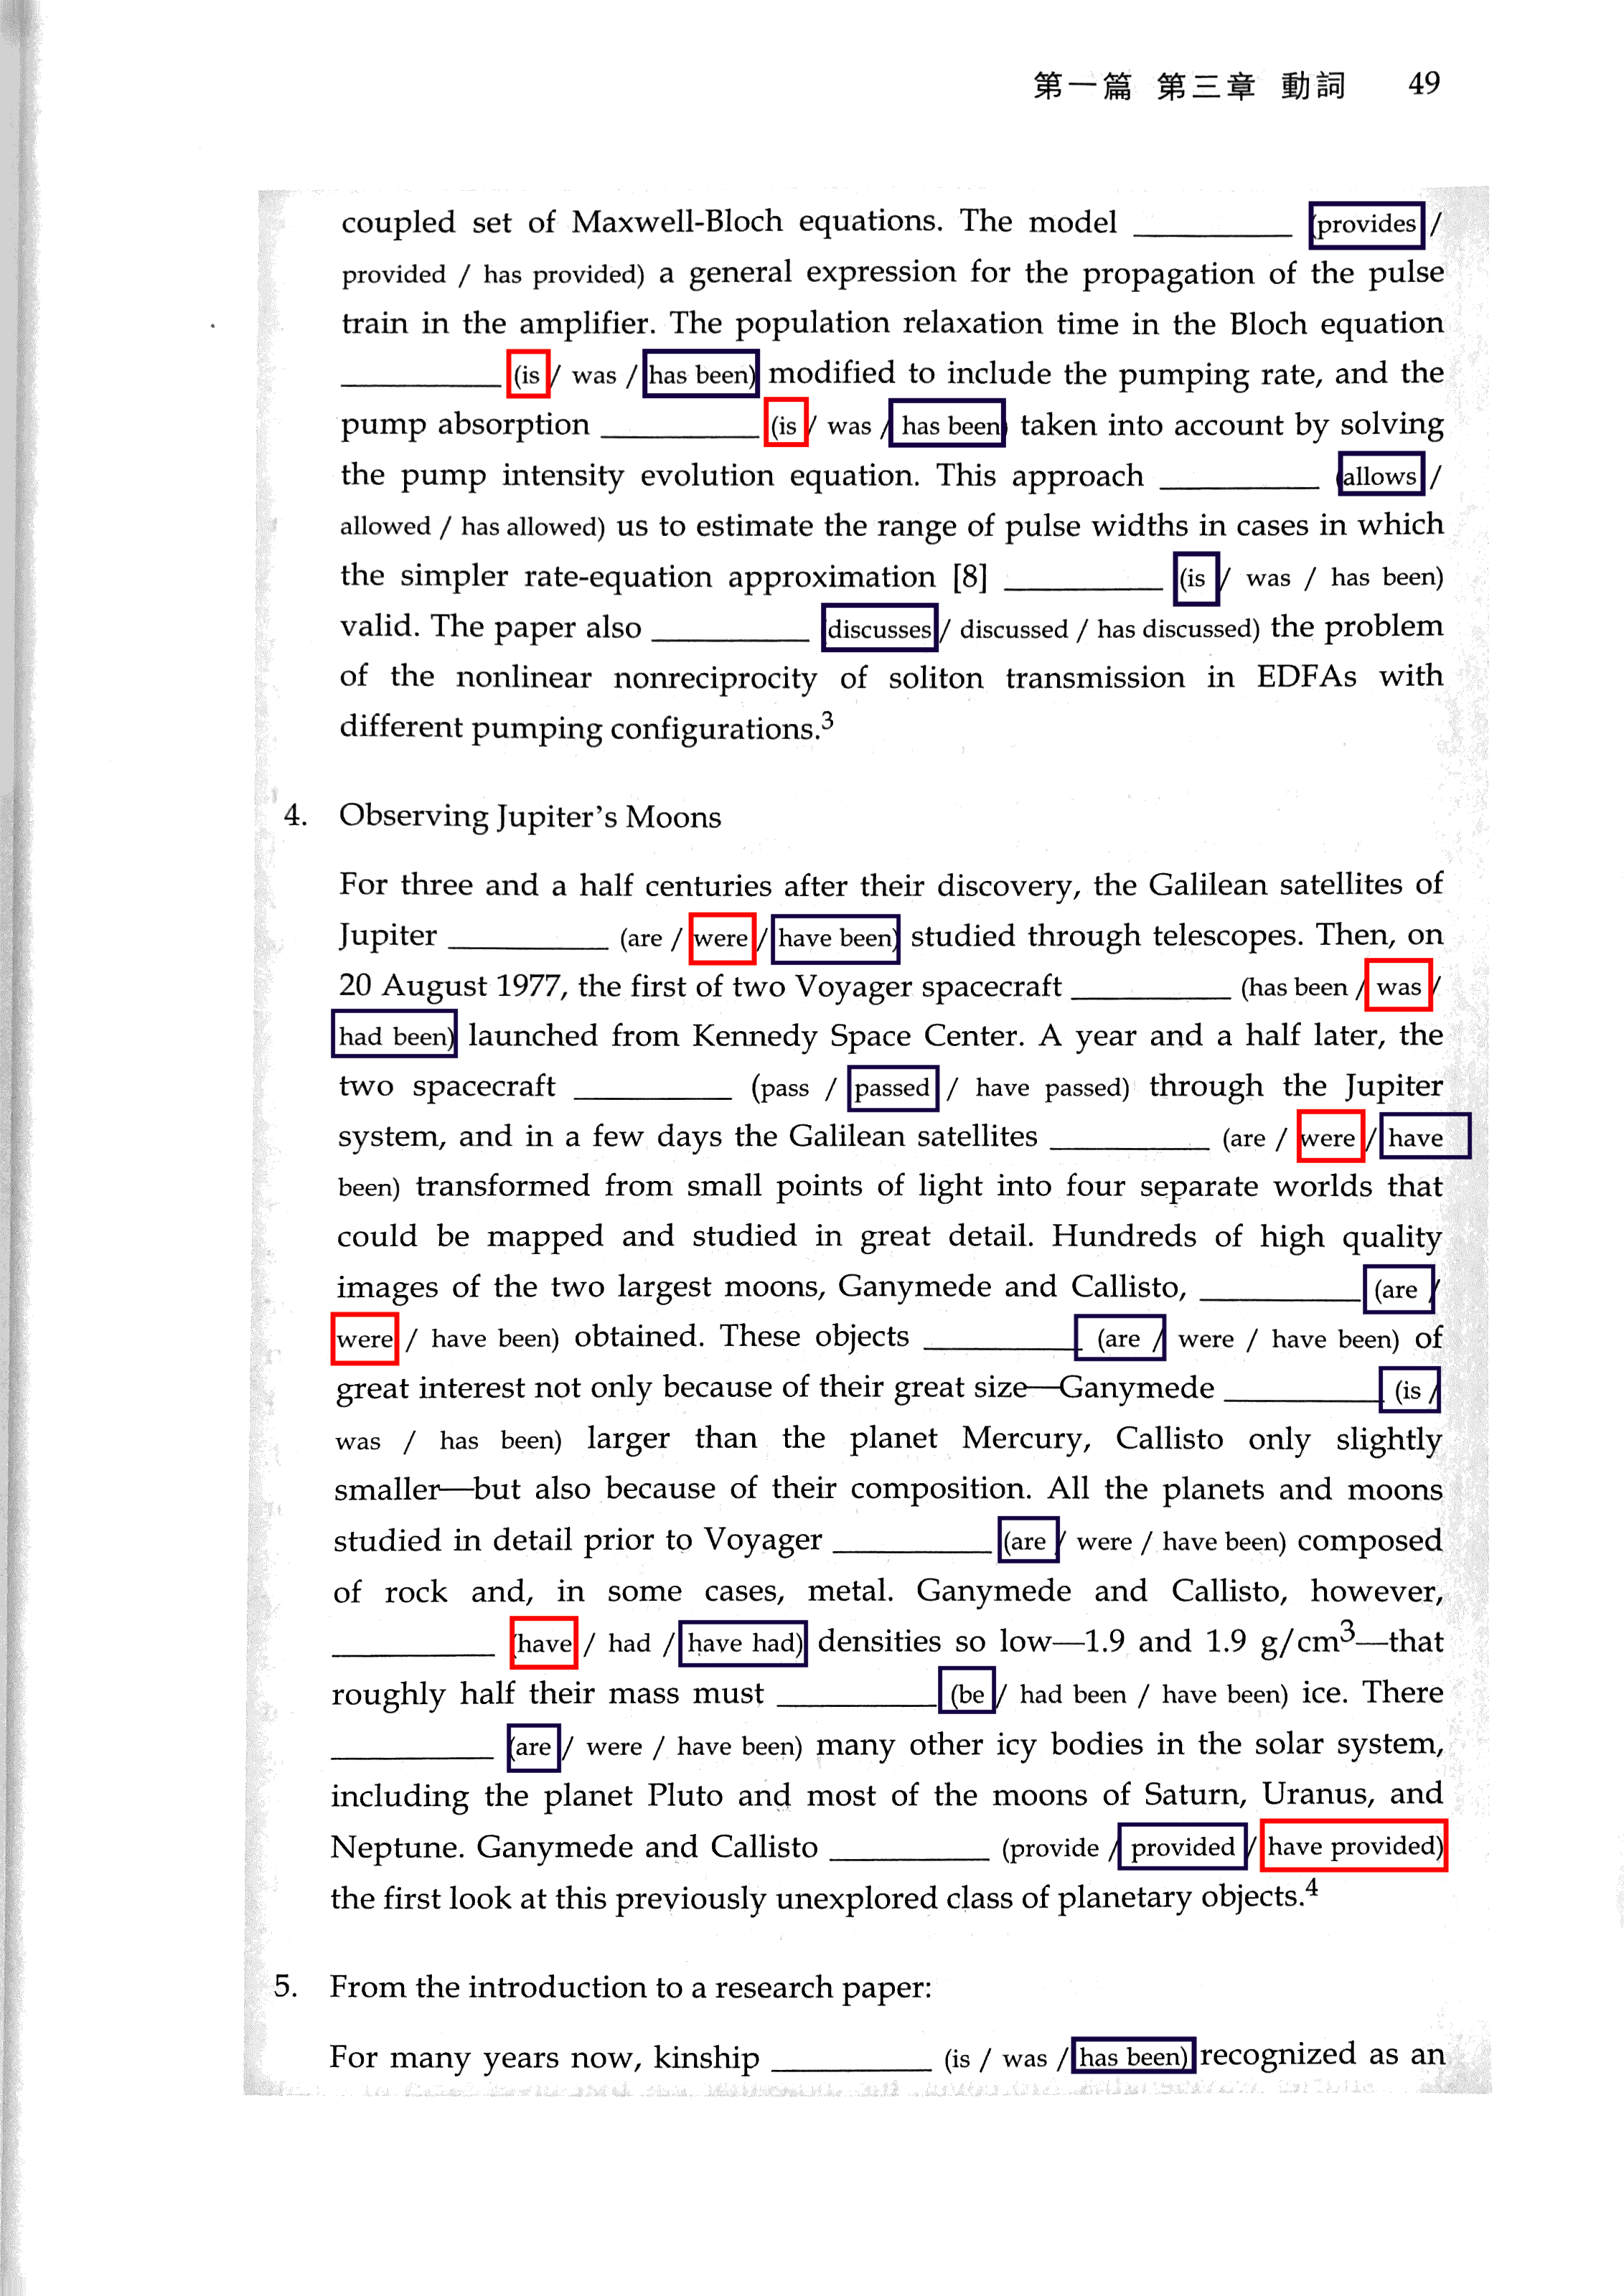 第一篇 第三章 動詞 49
coupled set of Maxwell-Bloch equations. The model __________ (provides /
provided / has provided) a general expression for the propagation of the pulse
train in the amplifier. The population relaxation time in the Bloch equation
__________ (is / was / has been) modified to include the pumping rate, and the
pump absorption __________ (is / was / has been) taken into account by solving
the pump intensity evolution equation. This approach __________ (allows /
allowed / has allowed) us to estimate the range of pulse widths in cases in which
the simpler rate-equation approximation [8] __________ (is / was / has been)
valid. The paper also __________ (discusses / discussed / has discussed) the problem
of the nonlinear nonreciprocity of soliton transmission in EDFAs with
different pumping configurations.3
4. Observing Jupiter's Moons
For three and a half centuries after their discovery, the Galilean satellites of
Jupiter __________ (are / were / have been) studied through telescopes. Then, on
20 August 1977, the first of two Voyager spacecraft __________ (has been / was /
had been) launched from Kennedy Space Center. A year and a half later, the
two spacecraft __________ (pass / passed / have passed) through the Jupiter
system, and in a few days the Galilean satellites __________ (are / were / have
been) transformed from small points of light into four separate worlds that
could be mapped and studied in great detail. Hundreds of high quality
images of the two largest moons, Ganymede and Callisto, __________ (are /
were / have been) obtained. These objects __________ (are / were / have been) of
great interest not only because of their great size—Ganymede __________ (is /
was / has been) larger than the planet Mercury, Callisto only slightly
smaller—but also because of their composition. All the planets and moons
studied in detail prior to Voyager __________ (are / were / have been) composed
of rock and, in some cases, metal. Ganymede and Callisto, however,
__________ (have / had / have had) densities so low—1.9 and 1.9 g/cm3—that
roughly half their mass must __________ (be / had been / have been) ice. There
__________ (are / were / have been) many other icy bodies in the solar system,
including the planet Pluto and most of the moons of Saturn, Uranus, and
Neptune. Ganymede and Callisto __________ (provide / provided / have provided)
the first look at this previously unexplored class of planetary objects.4
5. From the introduction to a research paper:
For many years now, kinship __________ (is / was / has been) recognized as an